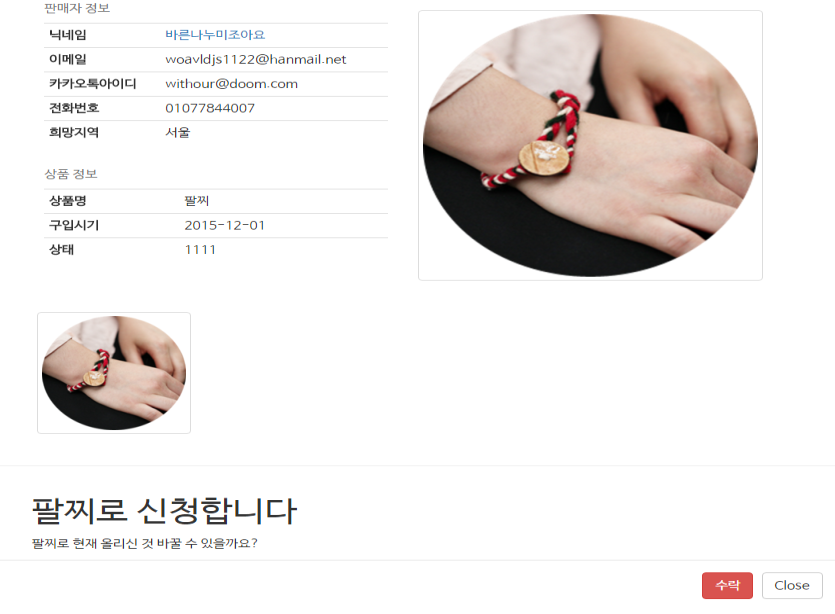 판매자 정보
닉네임 바른나누미조아요
이메일 woavldjs1122@hanmail.net
카카오톡아이디 withour@doom.com
전화번호 01077844007
희망지역 서울
상품 정보
상품명 팔찌
구입시기 2015-12-01
상태 1111
팔찌로 신청합니다
팔찌로 현재 올리신 것 바꿀 수 있을까요?
수락 Close